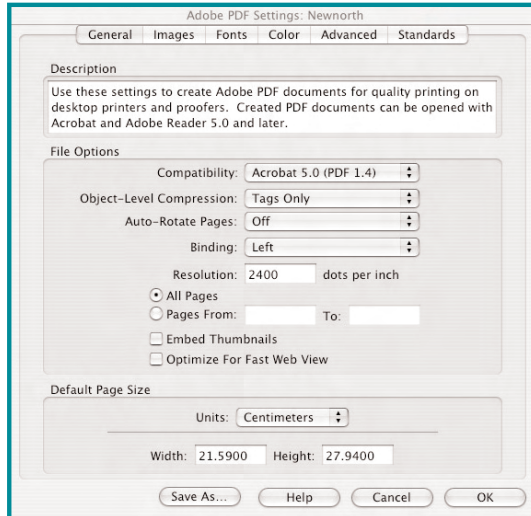 Adobe PDF Settings: Newnorth
General Images Fonts Color Advanced Standards
Description
Use these settings to create Adobe PDF documents for quality printing on
desktop printers and proofers. Created PDF documents can be opened with
Acrobat and Adobe Reader 5.0 and later.
File Options
Compatibility: Acrobat 5.0 (PDF 1.4)
Object-Level Compression: Tags Only
Auto-Rotate Pages: Off
Binding: Left
Resolution: 2400 dots per inch
All Pages
Pages From: To:
Embed Thumbnails
Optimize For Fast Web View
Default Page Size
Units: Centimeters
Width: 21.5900 Height: 27.9400
Save As... Help Cancel OK